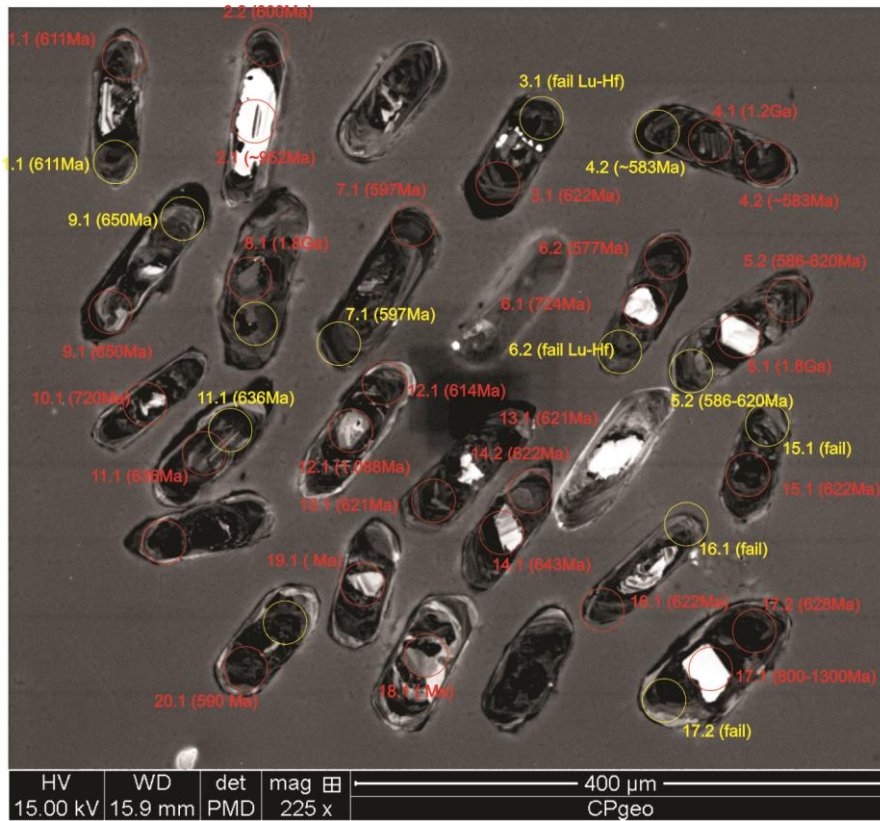 2.2 (600Ma)
1.1 (611Ma)
3.1 (fail Lu-Hf)
4.1 (1.2Ga)
2.1 (~952Ma)
1.1 (611Ma)
4.2 (~583Ma)
7.1 (597Ma)
3.1 (622Ma)
4.2 (~583Ma)
9.1 (650Ma)
8.1 (1.8Ga)
6.2 (577Ma)
5.2 (586-620Ma)
6.1 (724Ma)
7.1 (597Ma)
9.1 (650Ma)
6.2 (fail Lu-Hf)
5.1 (1.8Ga)
10.1 (720Ma)
11.1 (636Ma)
12.1 (614Ma)
5.2 (586-620Ma)
13.1 (621Ma)
15.1 (fail)
14.2 (622Ma)
12.1 (1.088Ma)
11.1 (636Ma)
15.1 (622Ma)
13.1 (621Ma)
16.1 (fail)
19.1 ( Ma)
14.1 (643Ma)
16.1 (622Ma)
17.2 (628Ma)
17.1 (800-1300Ma)
20.1 (590 Ma)
18.1 ( Ma)
17.2 (fail)
HV WD det mag 400 µm
15.00 kV 15.9 mm PMD 225 x CPgeo